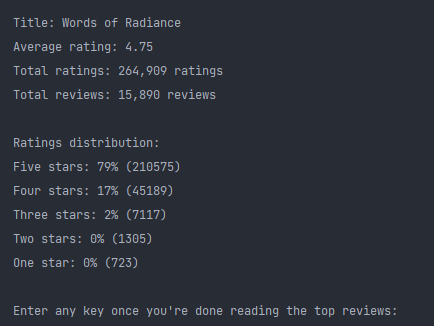 Title: Words of Radiance
Average rating: 4.75
Total ratings: 264,909 ratings
Total reviews: 15,890 reviews
Ratings distribution:
Five stars: 79% (210575)
Four stars: 17% (45189)
Three stars: 2% (7117)
Two stars: 0% (1305)
One star: 0% (723)
Enter any key once you're done reading the top reviews: